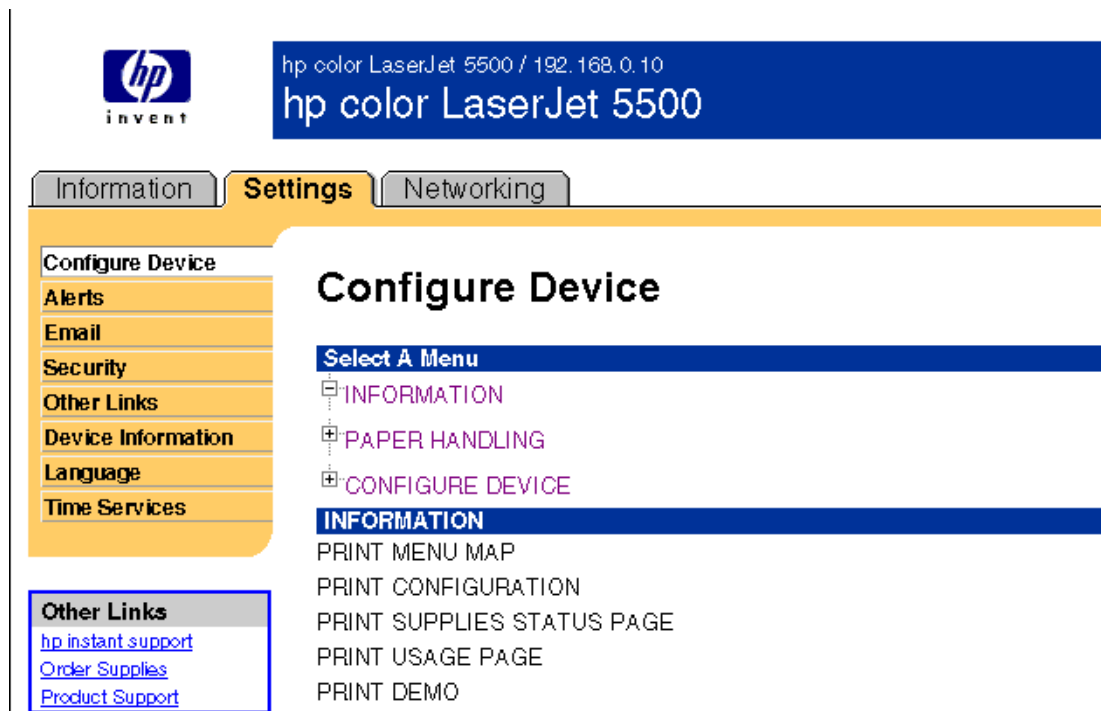 hp
invent
hp color LaserJet 5500 / 192.168.0.10
hp color LaserJet 5500
Information
Settings
Networking
Configure Device
Alerts
Email
Security
Other Links
Device Information
Language
Time Services
Other Links
hp instant support
Order Supplies
Product Support
Configure Device
Select A Menu
INFORMATION
PAPER HANDLING
CONFIGURE DEVICE
INFORMATION
PRINT MENU MAP
PRINT CONFIGURATION
PRINT SUPPLIES STATUS PAGE
PRINT USAGE PAGE
PRINT DEMO